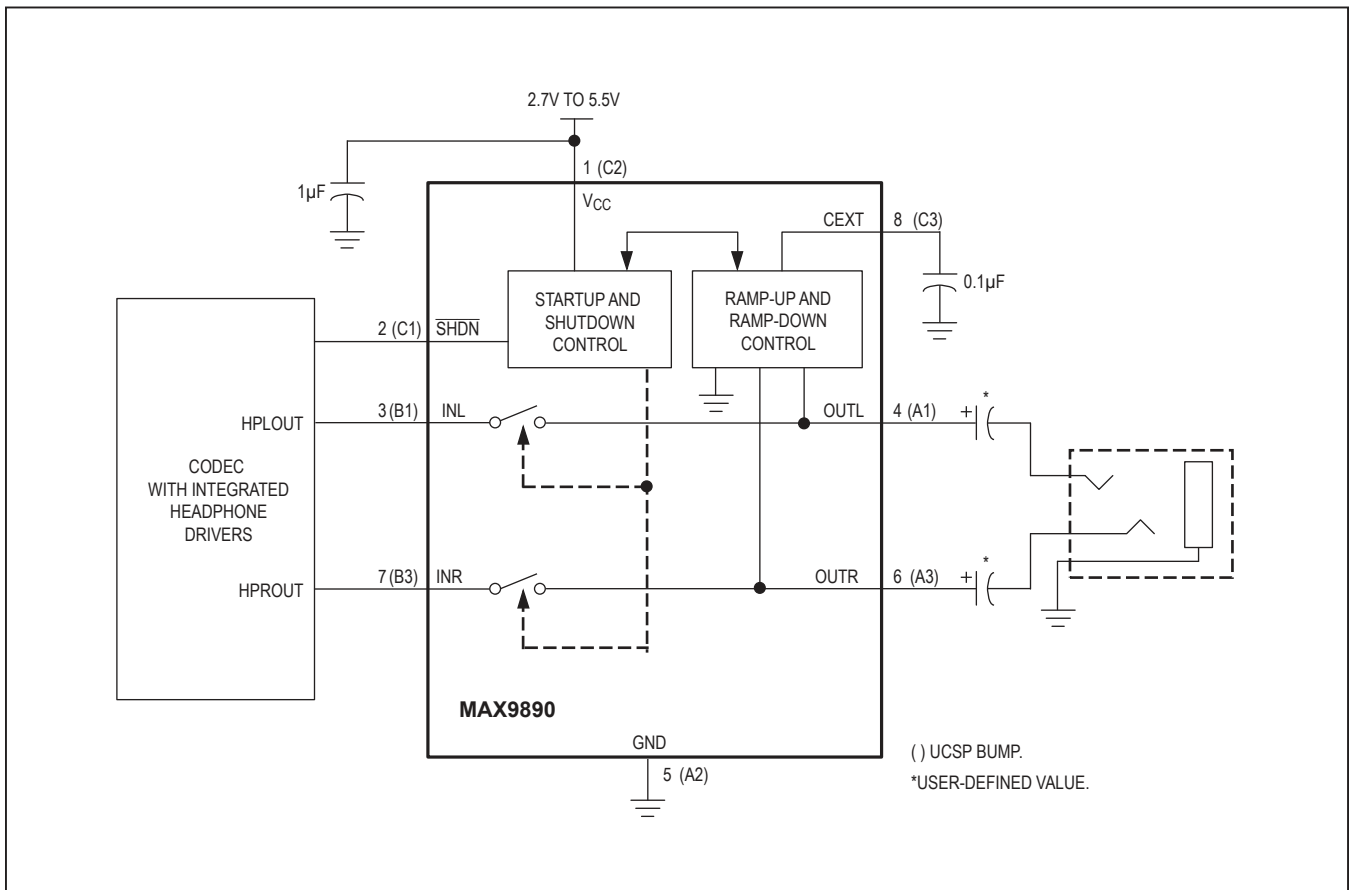 2.7V TO 5.5V
1 (C2)
1µF
VCC
CEXT
8 (C3)
0.1µF
STARTUP AND
SHUTDOWN
CONTROL
RAMP-UP AND
RAMP-DOWN
CONTROL
2 (C1)
SHDN
HPLOUT
3 (B1)
INL
OUTL
4 (A1)
+
*
CODEC
WITH INTEGRATED
HEADPHONE
DRIVERS
HPROUT
7 (B3)
INR
OUTR
6 (A3)
+
*
MAX9890
GND
5 (A2)
( ) UCSP BUMP.
*USER-DEFINED VALUE.